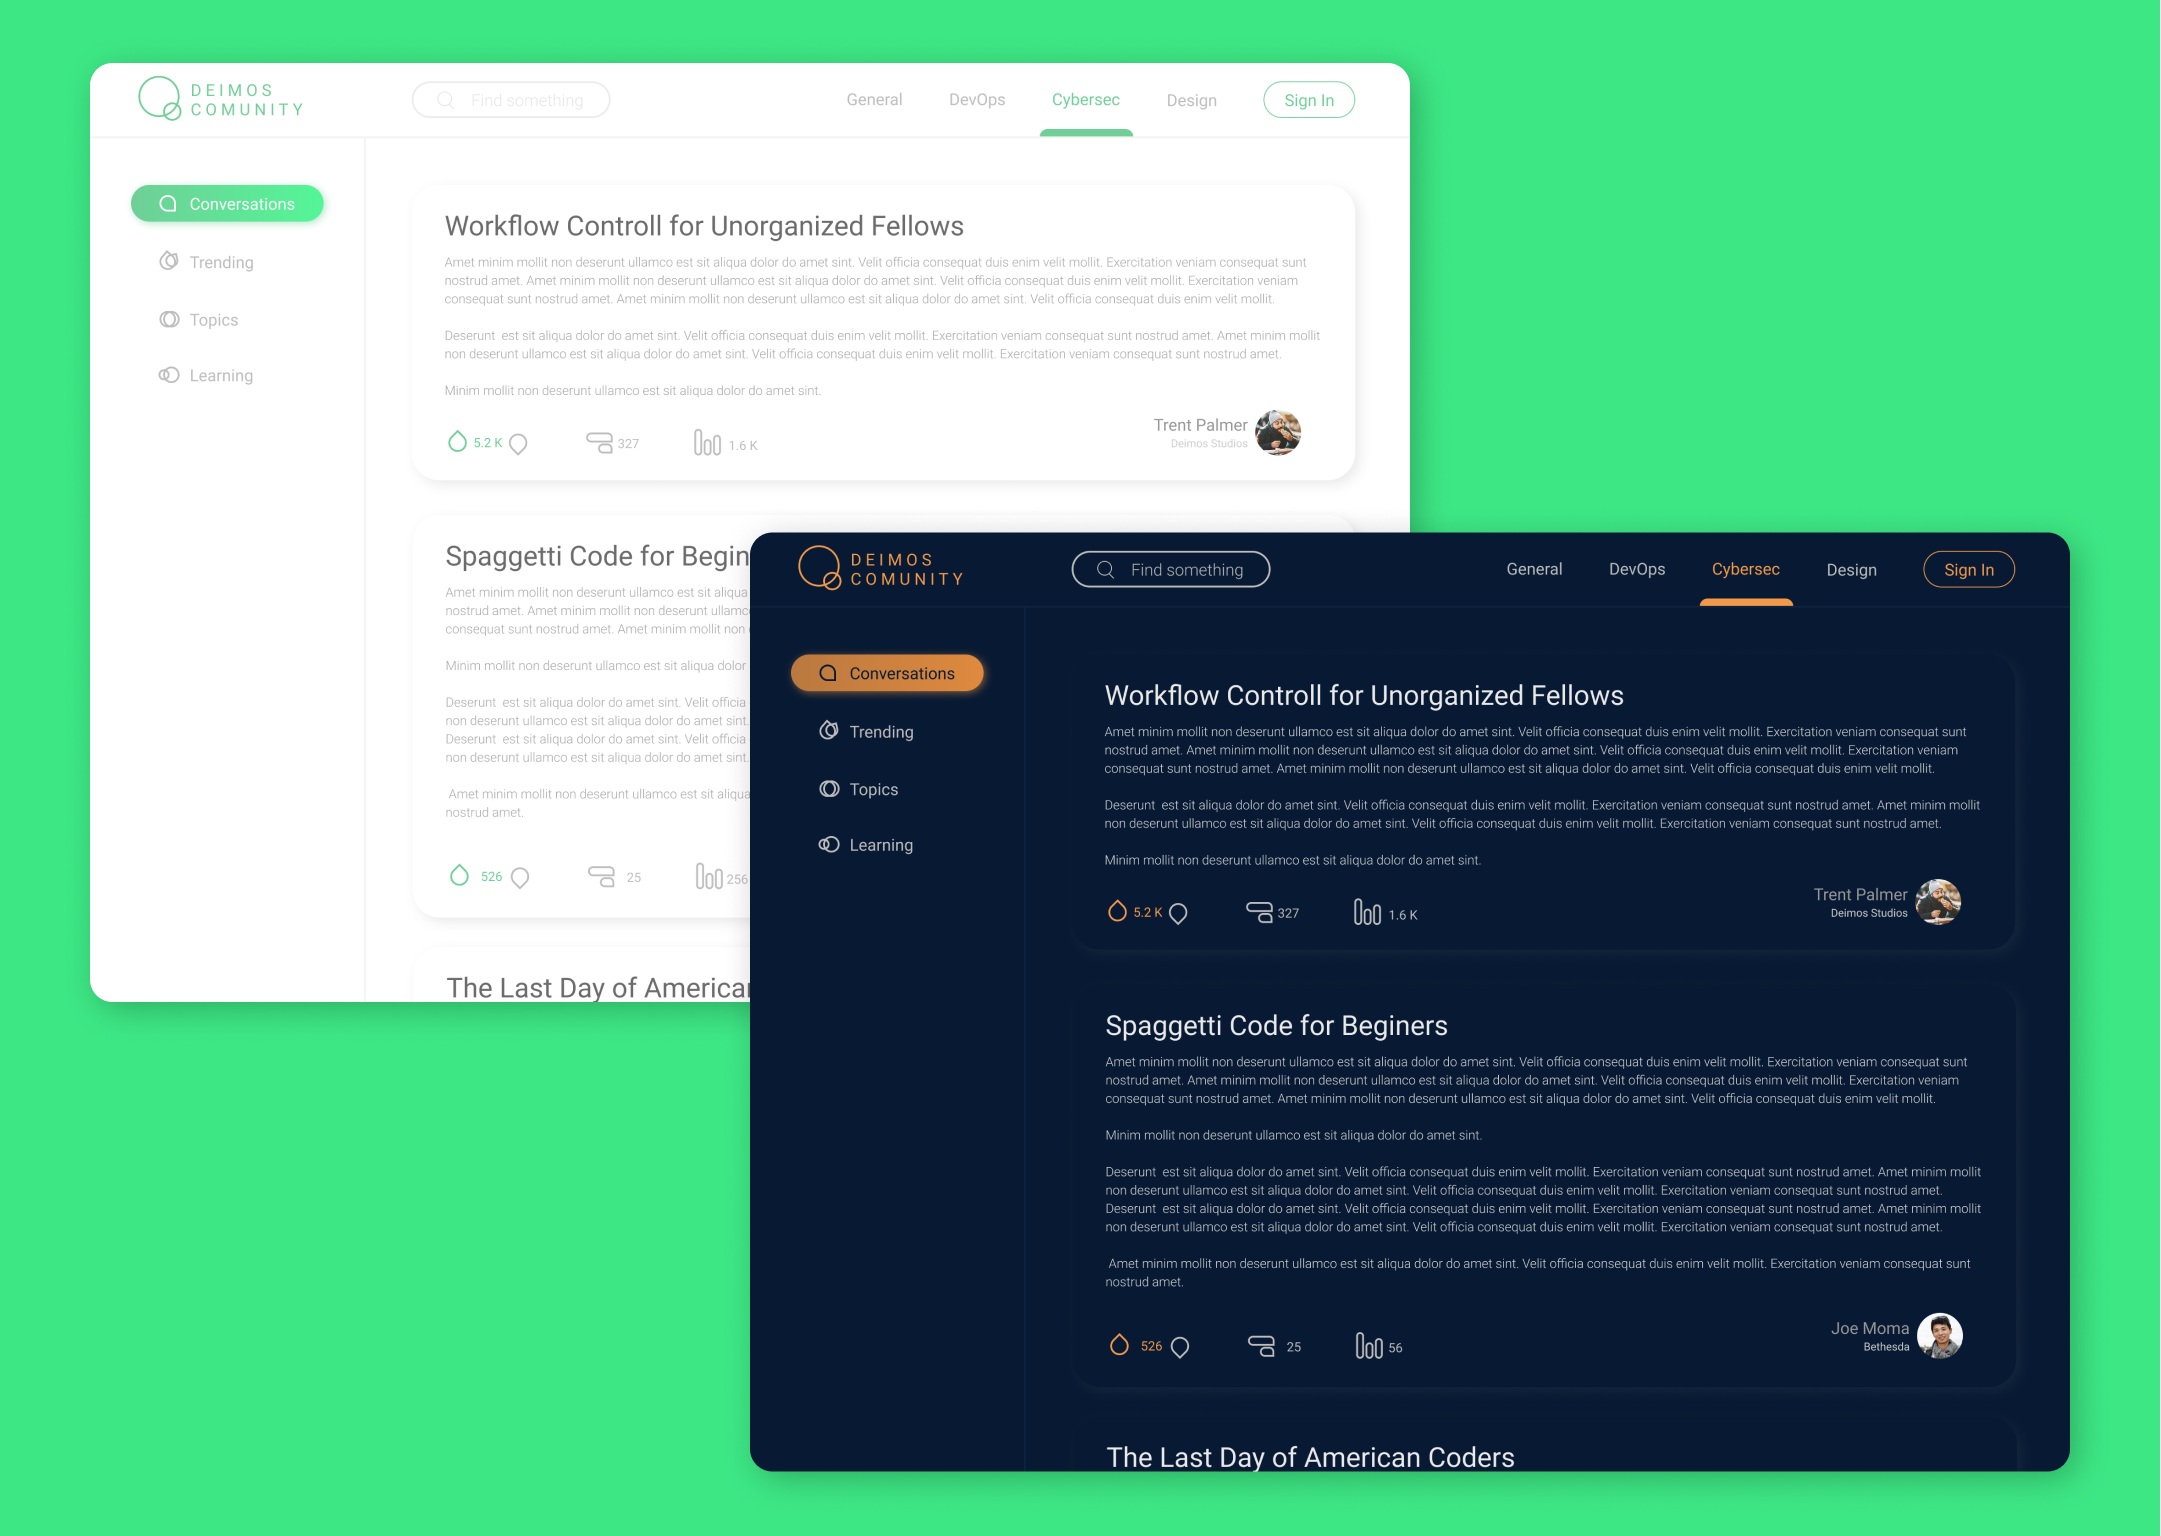 DEIMOS
COMUNITY
Find something
General
DevOps
Cybersec
Design
Sign In
Conversations
Trending
Topics
Learning
Workflow Controll for Unorganized Fellows
Amet minim mollit non deserunt ullamco est sit aliqua dolor do amet sint. Velit officia consequat duis enim velit mollit. Exercitation veniam consequat sunt
nostrud amet. Amet minim mollit non deserunt ullamco est sit aliqua dolor do amet sint. Velit officia consequat duis enim velit mollit. Exercitation veniam
consequat sunt nostrud amet. Amet minim mollit non deserunt ullamco est sit aliqua dolor do amet sint. Velit officia consequat duis enim velit mollit.
Deserunt  est sit aliqua dolor do amet sint. Velit officia consequat duis enim velit mollit. Exercitation veniam consequat sunt nostrud amet. Amet minim mollit
non deserunt ullamco est sit aliqua dolor do amet sint. Velit officia consequat duis enim velit mollit. Exercitation veniam consequat sunt nostrud amet.
Minim mollit non deserunt ullamco est sit aliqua dolor do amet sint.
5.2 K
327
1.6 K
Trent Palmer
Deimos Studios
Spaggetti Code for Begin
Amet minim mollit non deserunt ullamco est sit aliqua
nostrud amet. Amet minim mollit non deserunt ullamc
consequat sunt nostrud amet. Amet minim mollit non
Minim mollit non deserunt ullamco est sit aliqua dolor
Deserunt  est sit aliqua dolor do amet sint. Velit officia
non deserunt ullamco est sit aliqua dolor do amet sint.
Deserunt  est sit aliqua dolor do amet sint. Velit officia
non deserunt ullamco est sit aliqua dolor do amet sint.
Amet minim mollit non deserunt ullamco est sit aliqua
nostrud amet.
526
25
256
The Last Day of America
DEIMOS
COMUNITY
Find something
General
DevOps
Cybersec
Design
Sign In
Conversations
Trending
Topics
Learning
Workflow Controll for Unorganized Fellows
Amet minim mollit non deserunt ullamco est sit aliqua dolor do amet sint. Velit officia consequat duis enim velit mollit. Exercitation veniam consequat sunt
nostrud amet. Amet minim mollit non deserunt ullamco est sit aliqua dolor do amet sint. Velit officia consequat duis enim velit mollit. Exercitation veniam
consequat sunt nostrud amet. Amet minim mollit non deserunt ullamco est sit aliqua dolor do amet sint. Velit officia consequat duis enim velit mollit.
Deserunt  est sit aliqua dolor do amet sint. Velit officia consequat duis enim velit mollit. Exercitation veniam consequat sunt nostrud amet. Amet minim mollit
non deserunt ullamco est sit aliqua dolor do amet sint. Velit officia consequat duis enim velit mollit. Exercitation veniam consequat sunt nostrud amet.
Minim mollit non deserunt ullamco est sit aliqua dolor do amet sint.
5.2 K
327
1.6 K
Trent Palmer
Deimos Studios
Spaggetti Code for Beginers
Amet minim mollit non deserunt ullamco est sit aliqua dolor do amet sint. Velit officia consequat duis enim velit mollit. Exercitation veniam consequat sunt
nostrud amet. Amet minim mollit non deserunt ullamco est sit aliqua dolor do amet sint. Velit officia consequat duis enim velit mollit. Exercitation veniam
consequat sunt nostrud amet. Amet minim mollit non deserunt ullamco est sit aliqua dolor do amet sint. Velit officia consequat duis enim velit mollit.
Minim mollit non deserunt ullamco est sit aliqua dolor do amet sint.
Deserunt  est sit aliqua dolor do amet sint. Velit officia consequat duis enim velit mollit. Exercitation veniam consequat sunt nostrud amet. Amet minim mollit
non deserunt ullamco est sit aliqua dolor do amet sint. Velit officia consequat duis enim velit mollit. Exercitation veniam consequat sunt nostrud amet.
Deserunt  est sit aliqua dolor do amet sint. Velit officia consequat duis enim velit mollit. Exercitation veniam consequat sunt nostrud amet. Amet minim mollit
non deserunt ullamco est sit aliqua dolor do amet sint. Velit officia consequat duis enim velit mollit. Exercitation veniam consequat sunt nostrud amet.
Amet minim mollit non deserunt ullamco est sit aliqua dolor do amet sint. Velit officia consequat duis enim velit mollit. Exercitation veniam consequat sunt
nostrud amet.
526
25
56
Joe Moma
Bethesda
The Last Day of American Coders